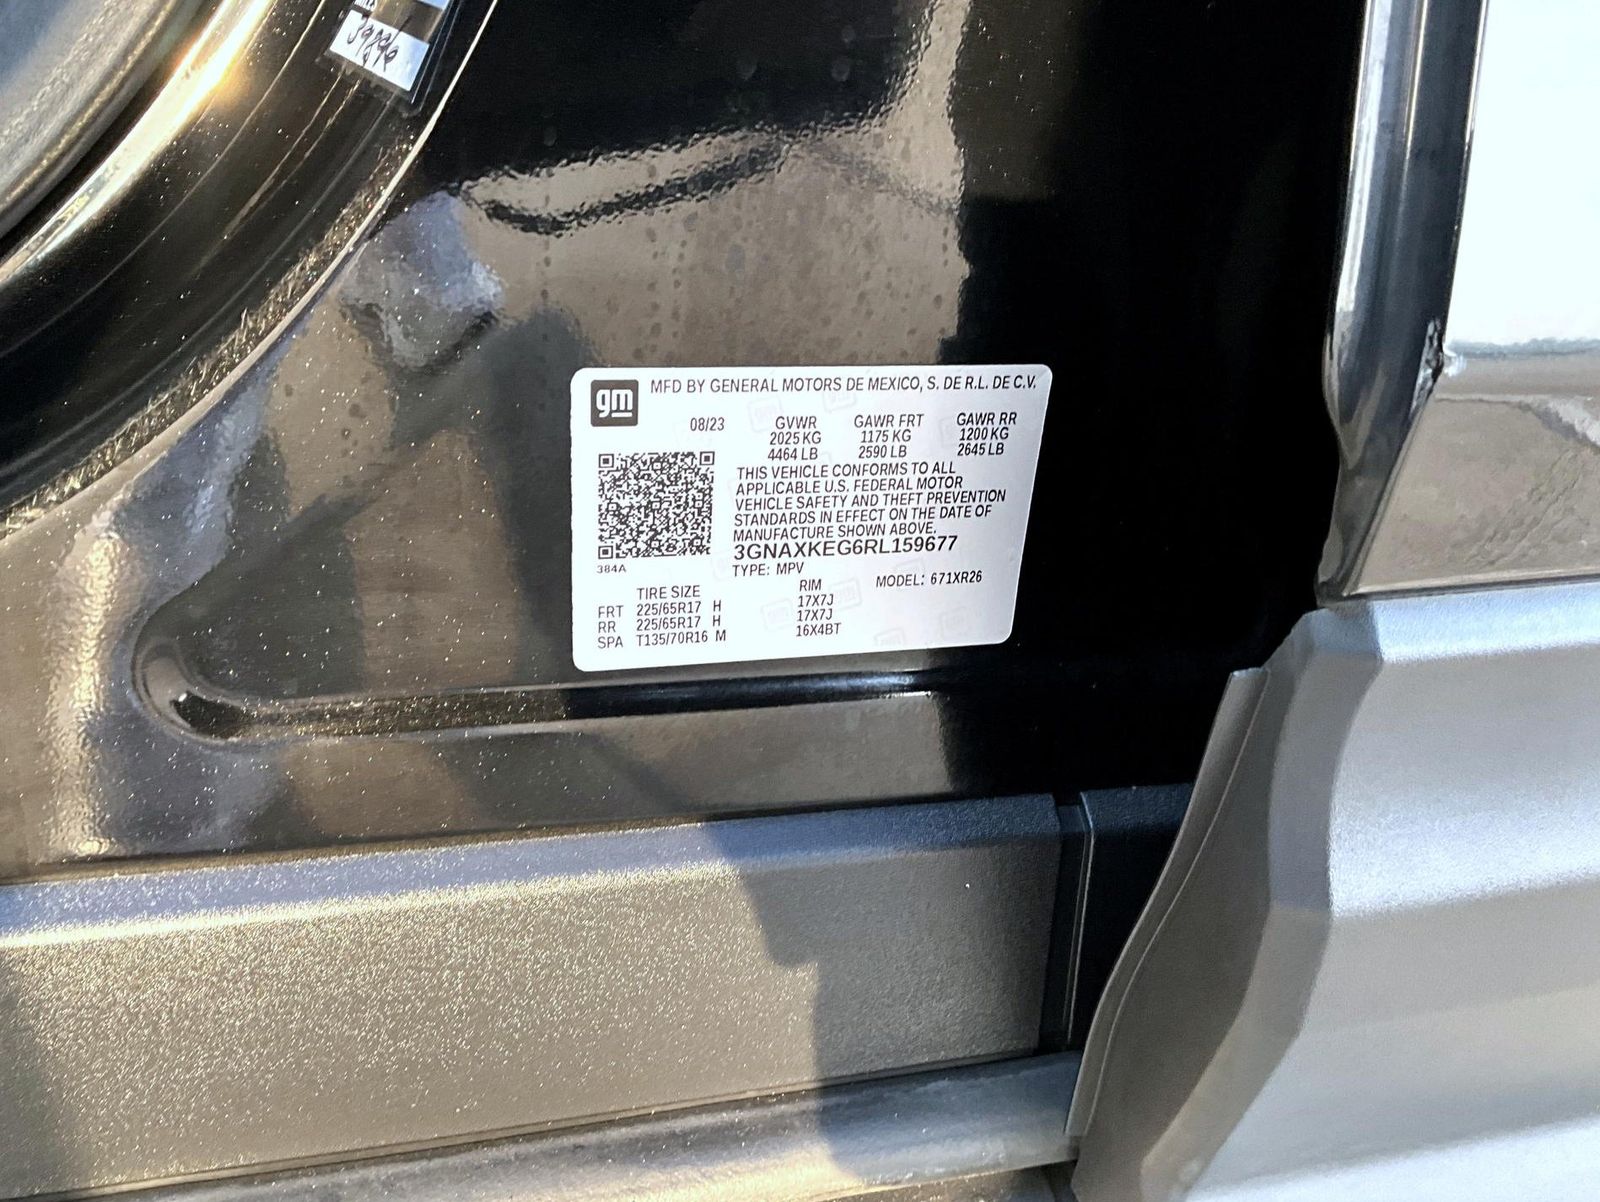 39899
gm
MFD BY GENERAL MOTORS DE MEXICO, S. DE R.L. DE C.V.
08/23 GVWR GAWR FRT GAWR RR
2025 KG 1175 KG 1200 KG
4464 LB 2590 LB 2645 LB
THIS VEHICLE CONFORMS TO ALL
APPLICABLE U.S. FEDERAL MOTOR
VEHICLE SAFETY AND THEFT PREVENTION
STANDARDS IN EFFECT ON THE DATE OF
MANUFACTURE SHOWN ABOVE.
3GNAXKEG6RL159677
384A
TYPE: MPV
MODEL: 671XR26
TIRE SIZE RIM
FRT 225/65R17 H 17X7J
RR 225/65R17 H 17X7J
SPA T135/70R16 M 16X4BT